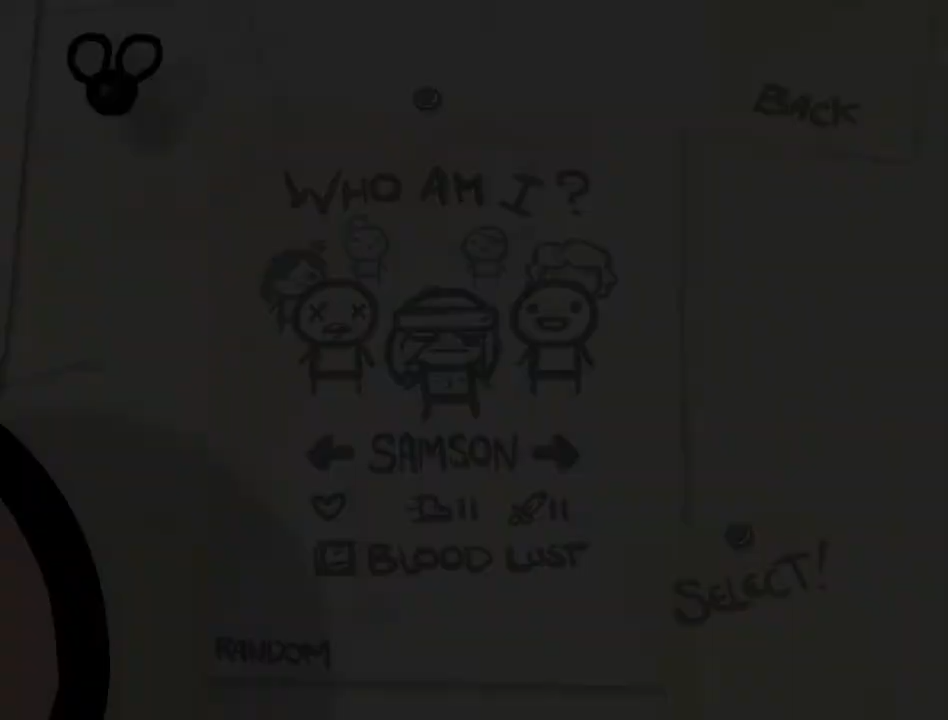 BACK
WHO AM I?
SAMSON
BLOOD LUST
SELECT!
RANDOM